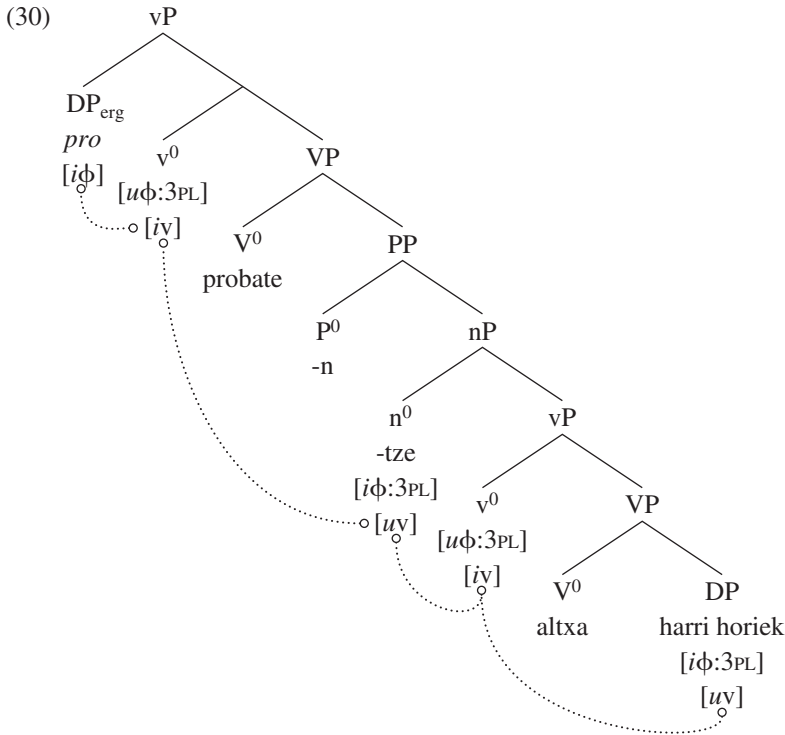 (30) vP
DP_erg
pro
v⁰
VP
[iϕ]
[uϕ:3PL]
[iv]
V⁰
PP
probate
P⁰
nP
-n
n⁰
vP
-tze
[iϕ:3PL]
v⁰
VP
[uv]
[uϕ:3PL]
[iv]
V⁰
DP
altxa
harri horiek
[iϕ:3PL]
[uv]